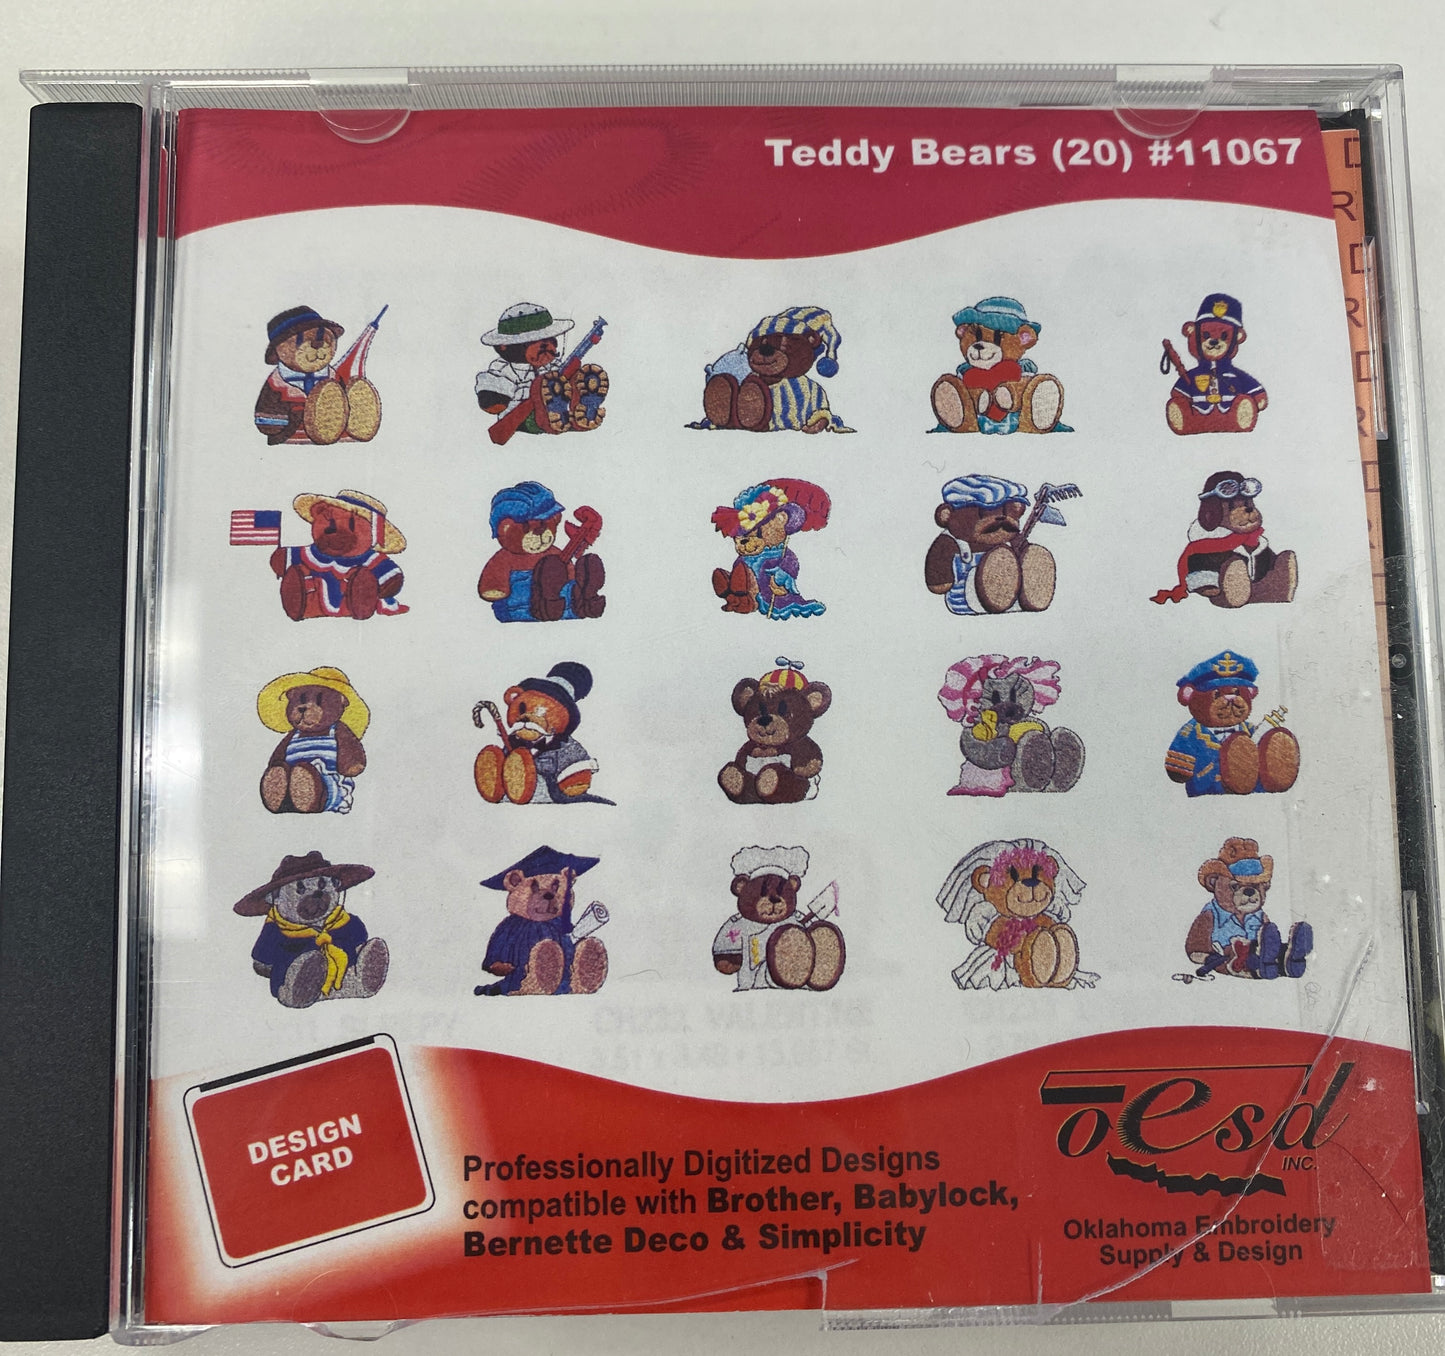 Teddy Bears (20) #11067
DESIGN
CARD
Professionally Digitized Designs
compatible with Brother, Babylock,
Bernette Deco & Simplicity
oesd
INC.
Oklahoma Embroidery
Supply & Design